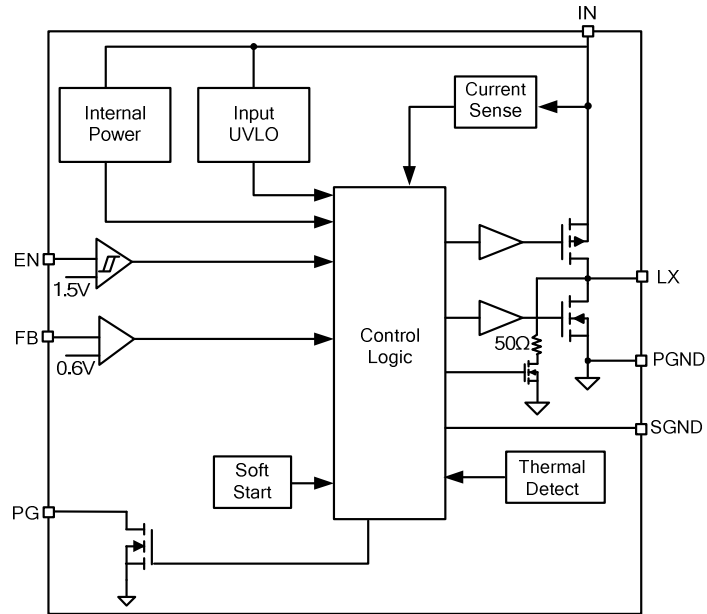 IN
Internal
Power
Input
UVLO
Current
Sense
EN
1.5V
LX
FB
0.6V
Control
Logic
50Ω
PGND
SGND
Soft
Start
Thermal
Detect
PG